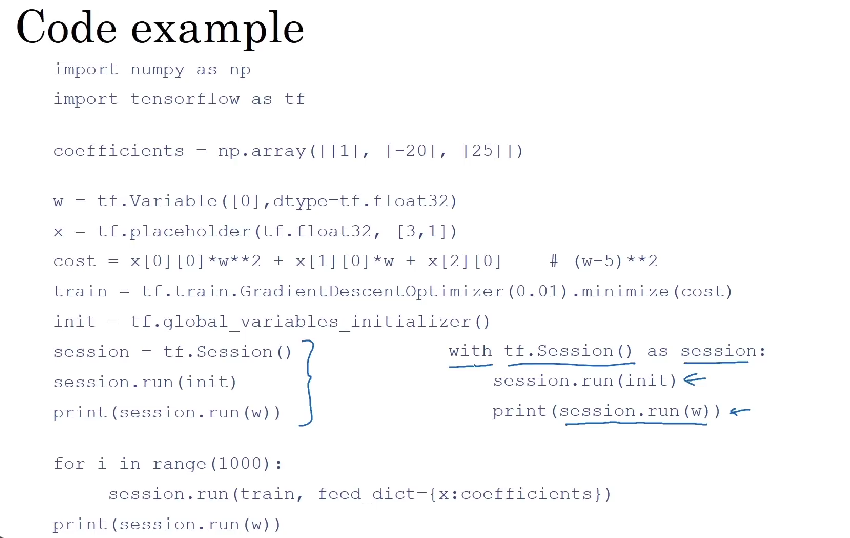 Code example
import numpy as np
import tensorflow as tf
coefficients = np.array([[1], [-20], [25]])
w = tf.Variable([0],dtype=tf.float32)
x = tf.placeholder(tf.float32, [3,1])
cost = x[0][0]*w**2 + x[1][0]*w + x[2][0]    # (w-5)**2
train = tf.train.GradientDescentOptimizer(0.01).minimize(cost)
init = tf.global_variables_initializer()
session = tf.Session()
session.run(init)
print(session.run(w))
with tf.Session() as session:
session.run(init)
print(session.run(w))
for i in range(1000):
session.run(train, feed_dict={x:coefficients})
print(session.run(w))